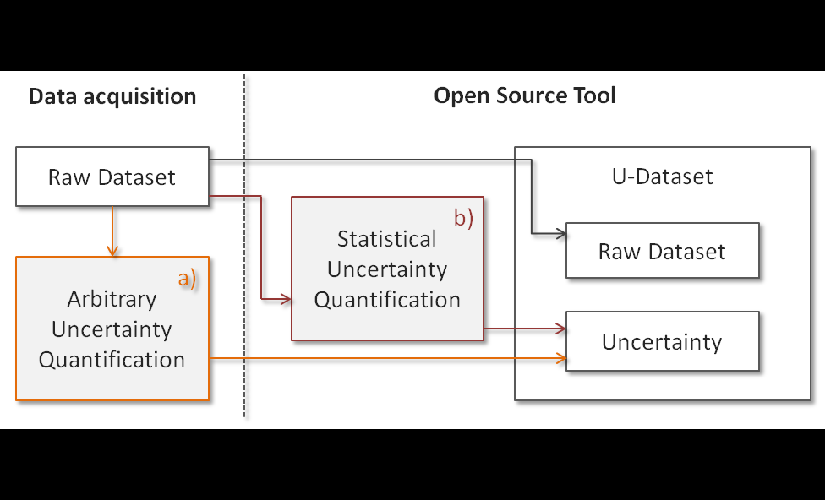 Data acquisition
Open Source Tool
Raw Dataset
U-Dataset
b)
Statistical
Uncertainty
Quantification
Raw Dataset
a)
Arbitrary
Uncertainty
Quantification
Uncertainty